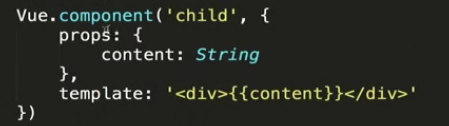 Vue.component('child', {
    props: {
        content: String
    },
    template: '<div>{{content}}</div>'
})